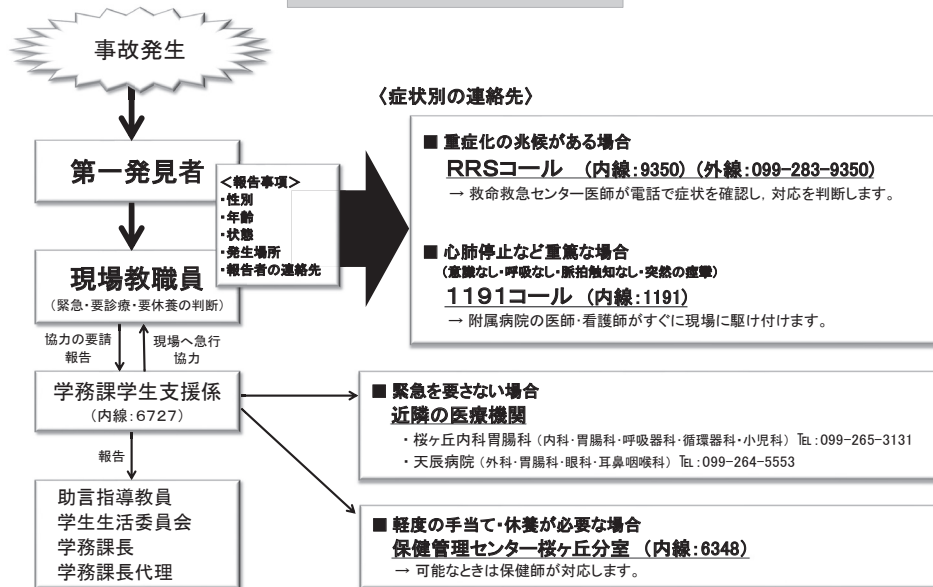 事故発生
第一発見者
<報告事項>
・性別
・年齢
・状態
・発生場所
・報告者の連絡先
現場教職員
(緊急・要診療・要休養の判断)
協力の要請
報告
現場へ急行
協力
学務課学生支援係
(内線:6727)
報告
助言指導教員
学生生活委員会
学務課長
学務課長代理
〈症状別の連絡先〉
■ 重症化の兆候がある場合
RRSコール (内線:9350) (外線:099-283-9350)
→ 救命救急センター医師が電話で症状を確認し,対応を判断します。
■ 心肺停止など重篤な場合
(意識なし・呼吸なし・脈拍触知なし・突然の痙攣)
1191コール (内線:1191)
→ 附属病院の医師・看護師がすぐに現場に駆け付けます。
■ 緊急を要さない場合
近隣の医療機関
・桜ヶ丘内科胃腸科 (内科・胃腸科・呼吸器科・循環器科・小児科) ℡:099-265-3131
・天辰病院 (外科・胃腸科・眼科・耳鼻咽喉科) ℡:099-264-5553
■ 軽度の手当て・休養が必要な場合
保健管理センター桜ヶ丘分室 (内線:6348)
→ 可能なときは保健師が対応します。